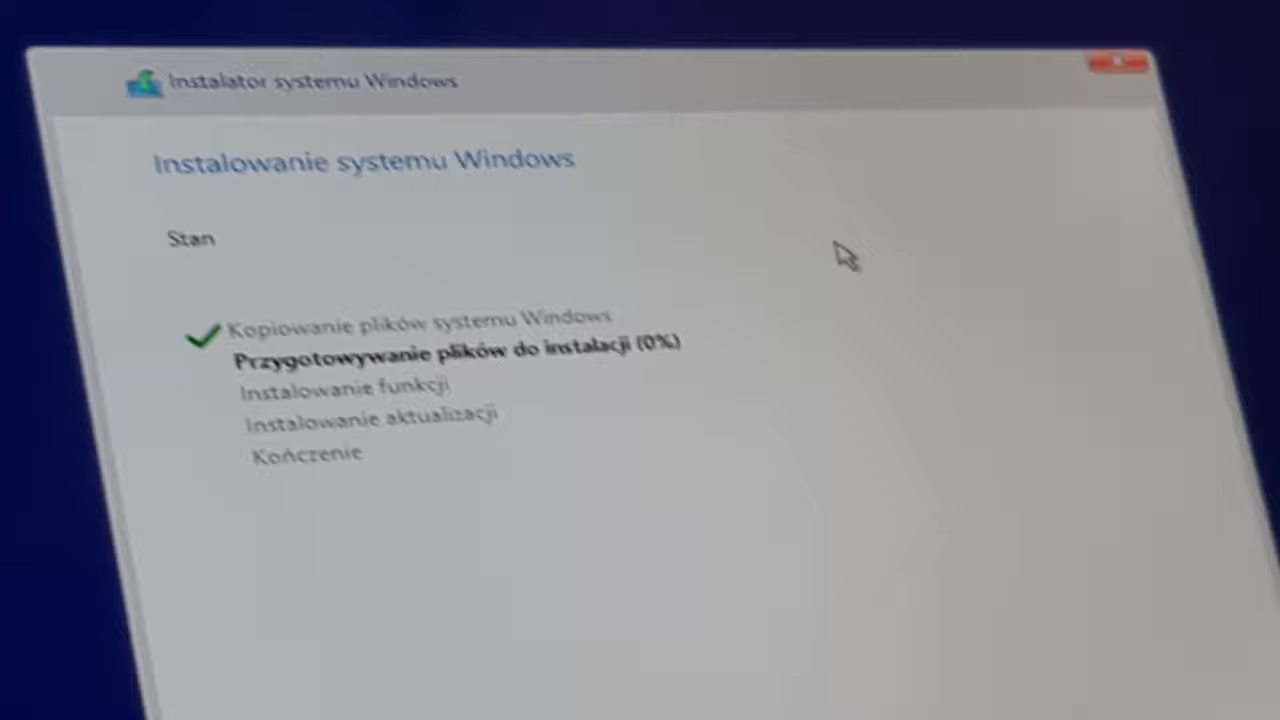 Instalator systemu Windows
Instalowanie systemu Windows
Stan
Kopiowanie plików systemu Windows
Przygotowywanie plików do instalacji (0%)
Instalowanie funkcji
Instalowanie aktualizacji
Kończenie